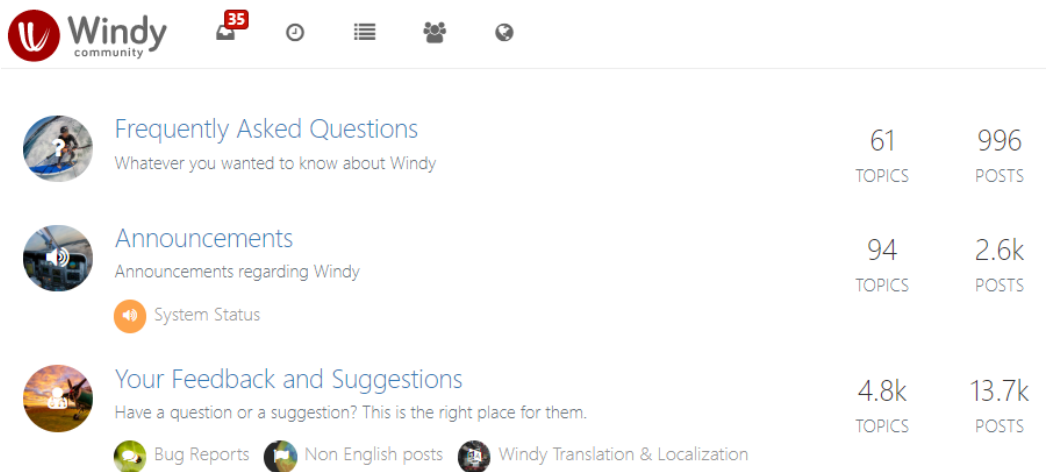 Windy
community
35
Frequently Asked Questions
Whatever you wanted to know about Windy
61
TOPICS
996
POSTS
Announcements
Announcements regarding Windy
94
TOPICS
2.6k
POSTS
System Status
Your Feedback and Suggestions
Have a question or a suggestion? This is the right place for them.
4.8k
TOPICS
13.7k
POSTS
Bug Reports Non English posts Windy Translation & Localization